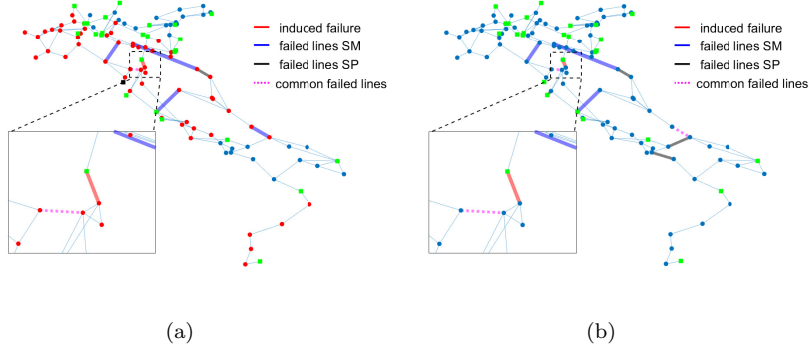 induced failure
failed lines SM
failed lines SP
common failed lines
induced failure
failed lines SM
failed lines SP
common failed lines
(a)
(b)